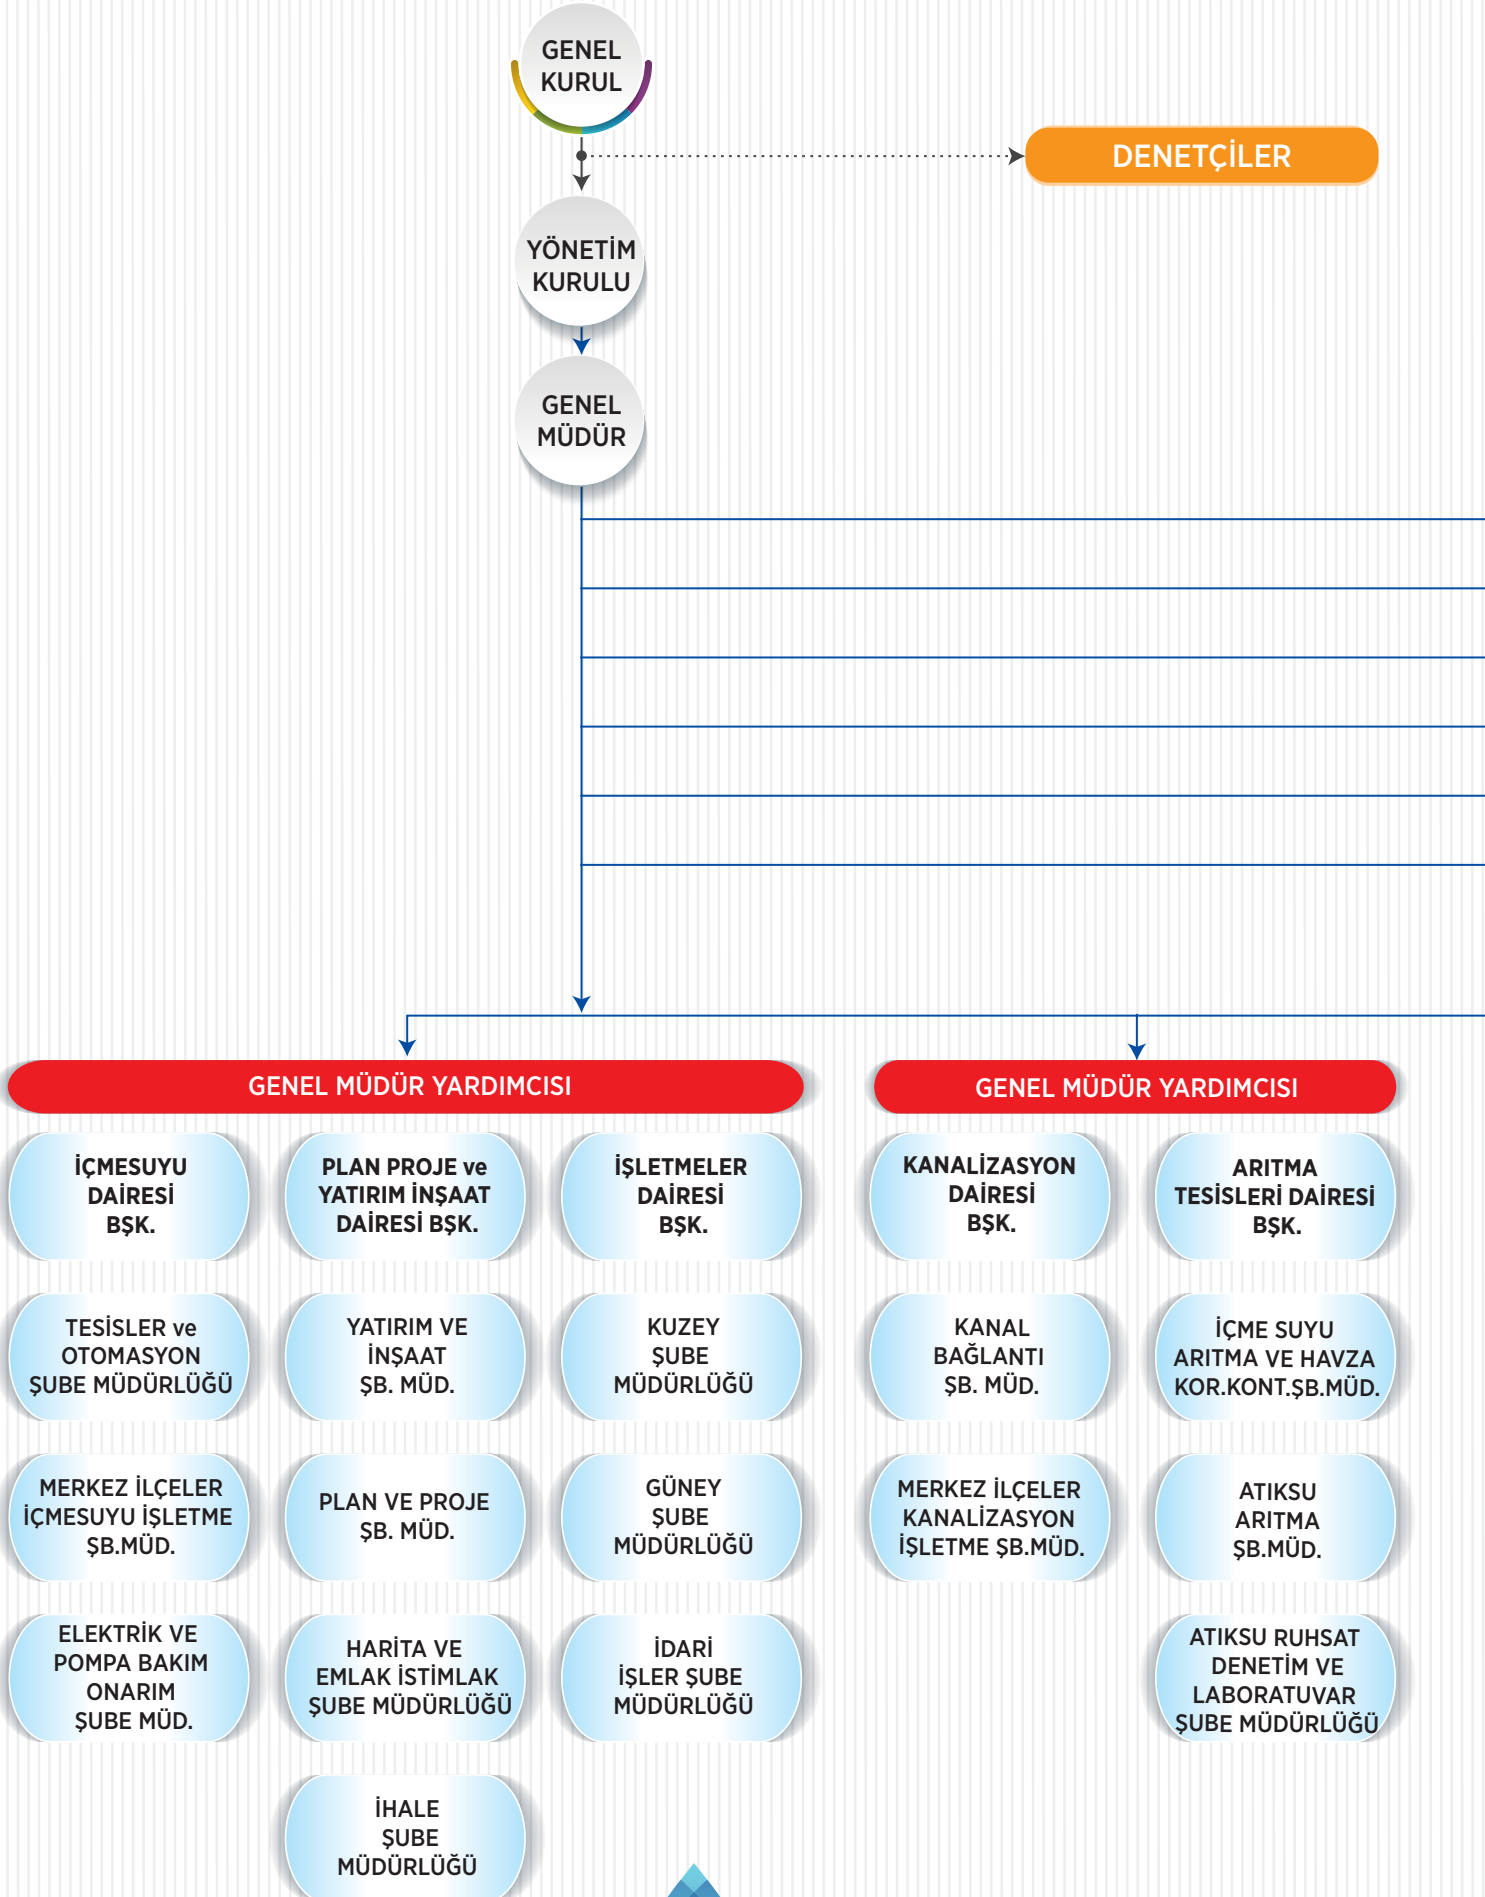 GENEL
KURUL
DENETÇİLER
YÖNETİM
KURULU
GENEL
MÜDÜR
GENEL MÜDÜR YARDIMCISI
İÇMESUYU
DAİRESİ
BŞK.
TESİSLER ve
OTOMASYON
ŞUBE MÜDÜRLÜĞÜ
MERKEZ İLÇELER
İÇMESUYU İŞLETME
ŞB.MÜD.
ELEKTRİK VE
POMPA BAKIM
ONARIM
ŞUBE MÜD.
PLAN PROJE ve
YATIRIM İNŞAAT
DAİRESİ BŞK.
YATIRIM VE
İNŞAAT
ŞB. MÜD.
PLAN VE PROJE
ŞB. MÜD.
HARİTA VE
EMLAK İSTİMLAK
ŞUBE MÜDÜRLÜĞÜ
İHALE
ŞUBE
MÜDÜRLÜĞÜ
İŞLETMELER
DAİRESİ
BŞK.
KUZEY
ŞUBE
MÜDÜRLÜĞÜ
GÜNEY
ŞUBE
MÜDÜRLÜĞÜ
İDARİ
İŞLER ŞUBE
MÜDÜRLÜĞÜ
GENEL MÜDÜR YARDIMCISI
KANALİZASYON
DAİRESİ
BŞK.
KANAL
BAĞLANTI
ŞB. MÜD.
MERKEZ İLÇELER
KANALİZASYON
İŞLETME ŞB.MÜD.
ARITMA
TESİSLERİ DAİRESİ
BŞK.
İÇME SUYU
ARITMA VE HAVZA
KOR.KONT.ŞB.MÜD.
ATIKSU
ARITMA
ŞB.MÜD.
ATIKSU RUHSAT
DENETİM VE
LABORATUVAR
ŞUBE MÜDÜRLÜĞÜ